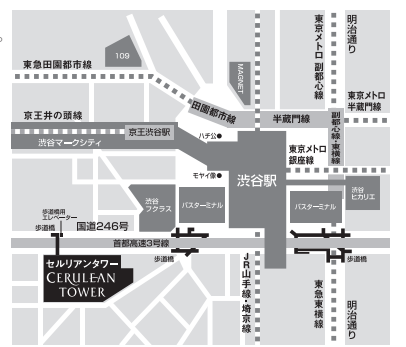 東京メトロ 副都心線
明治通り
109
東急田園都市線
MAGNET
田園都市線
半蔵門線
東京メトロ
半蔵門線
京王井の頭線
京王渋谷駅
渋谷マークシティ
ハチ公
副都心線・東横線
東京メトロ
銀座線
モヤイ像
渋谷駅
渋谷
フクラス
バスターミナル
バスターミナル
渋谷
ヒカリエ
歩道橋用
エレベーター
歩道橋
国道246号
首都高速3号線
歩道橋
歩道橋
セルリアンタワー
CERULEAN
TOWER
JR山手線・埼京線
東急東横線
明治通り